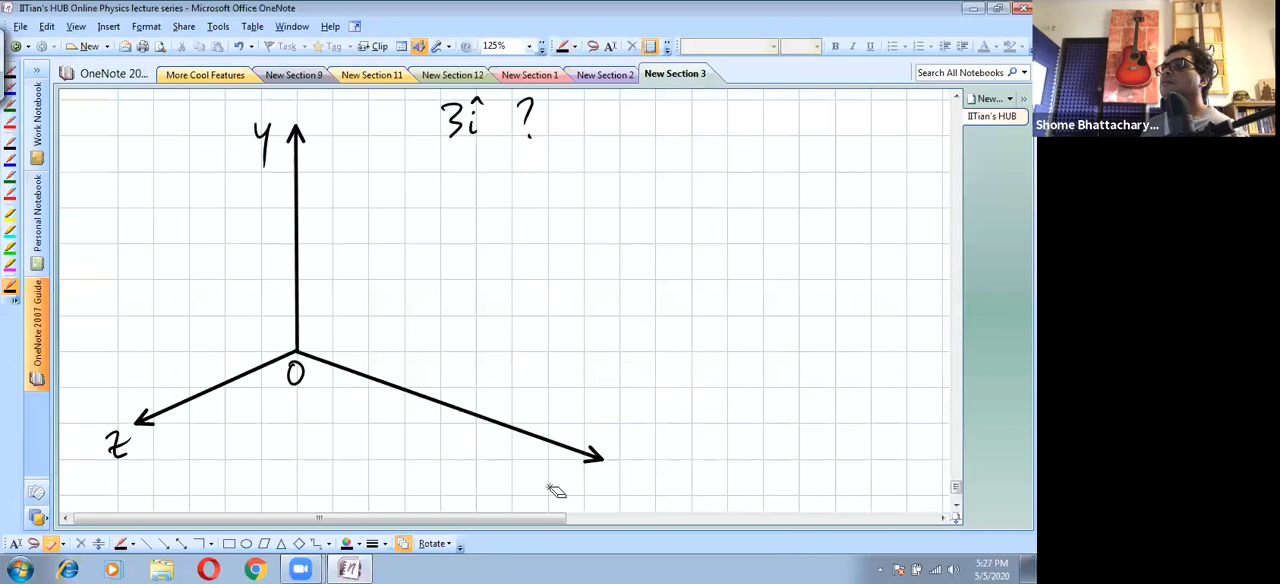 IITian's HUB Online Physics lecture series - Microsoft Office OneNote
File Edit View Insert Format Share Tools Table Window Help
New Task Tag Clip 125% B I U
OneNote 20... More Cool Features New Section 9 New Section 11 New Section 12 New Section 1 New Section 2 New Section 3 Search All Notebooks
Work Notebook
Personal Notebook
OneNote 2007 Guide
New...
IITian's HUB
Shome Bhattachary...
3î ?
y
O
z
Rotate
5:27 PM
5/5/2020